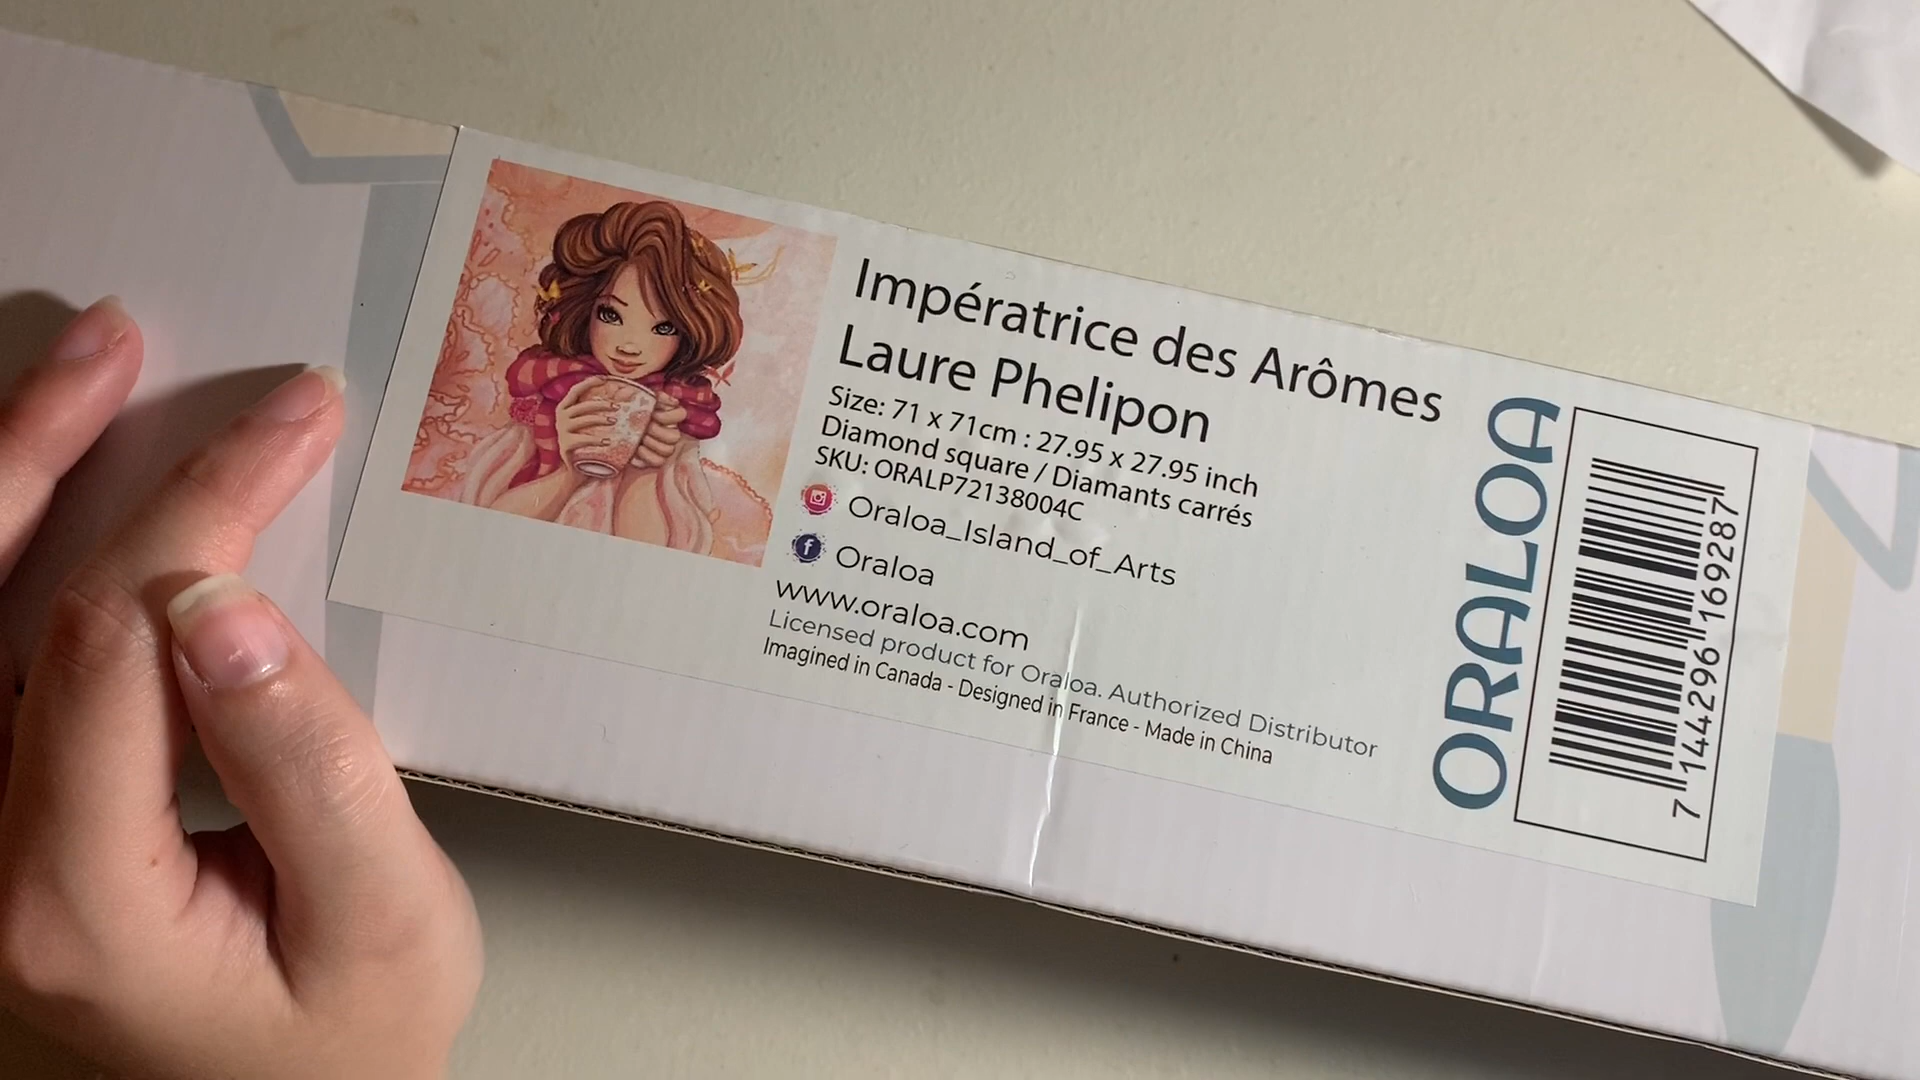 Impératrice des Arômes
Laure Phelipon
Size: 71 x 71cm : 27.95 x 27.95 inch
Diamond square / Diamants carrés
SKU: ORALP72138004C
Oraloa_Island_of_Arts
Oraloa
www.oraloa.com
Licensed product for Oraloa. Authorized Distributor
Imagined in Canada - Designed in France - Made in China
ORALOA
7 144296 169287